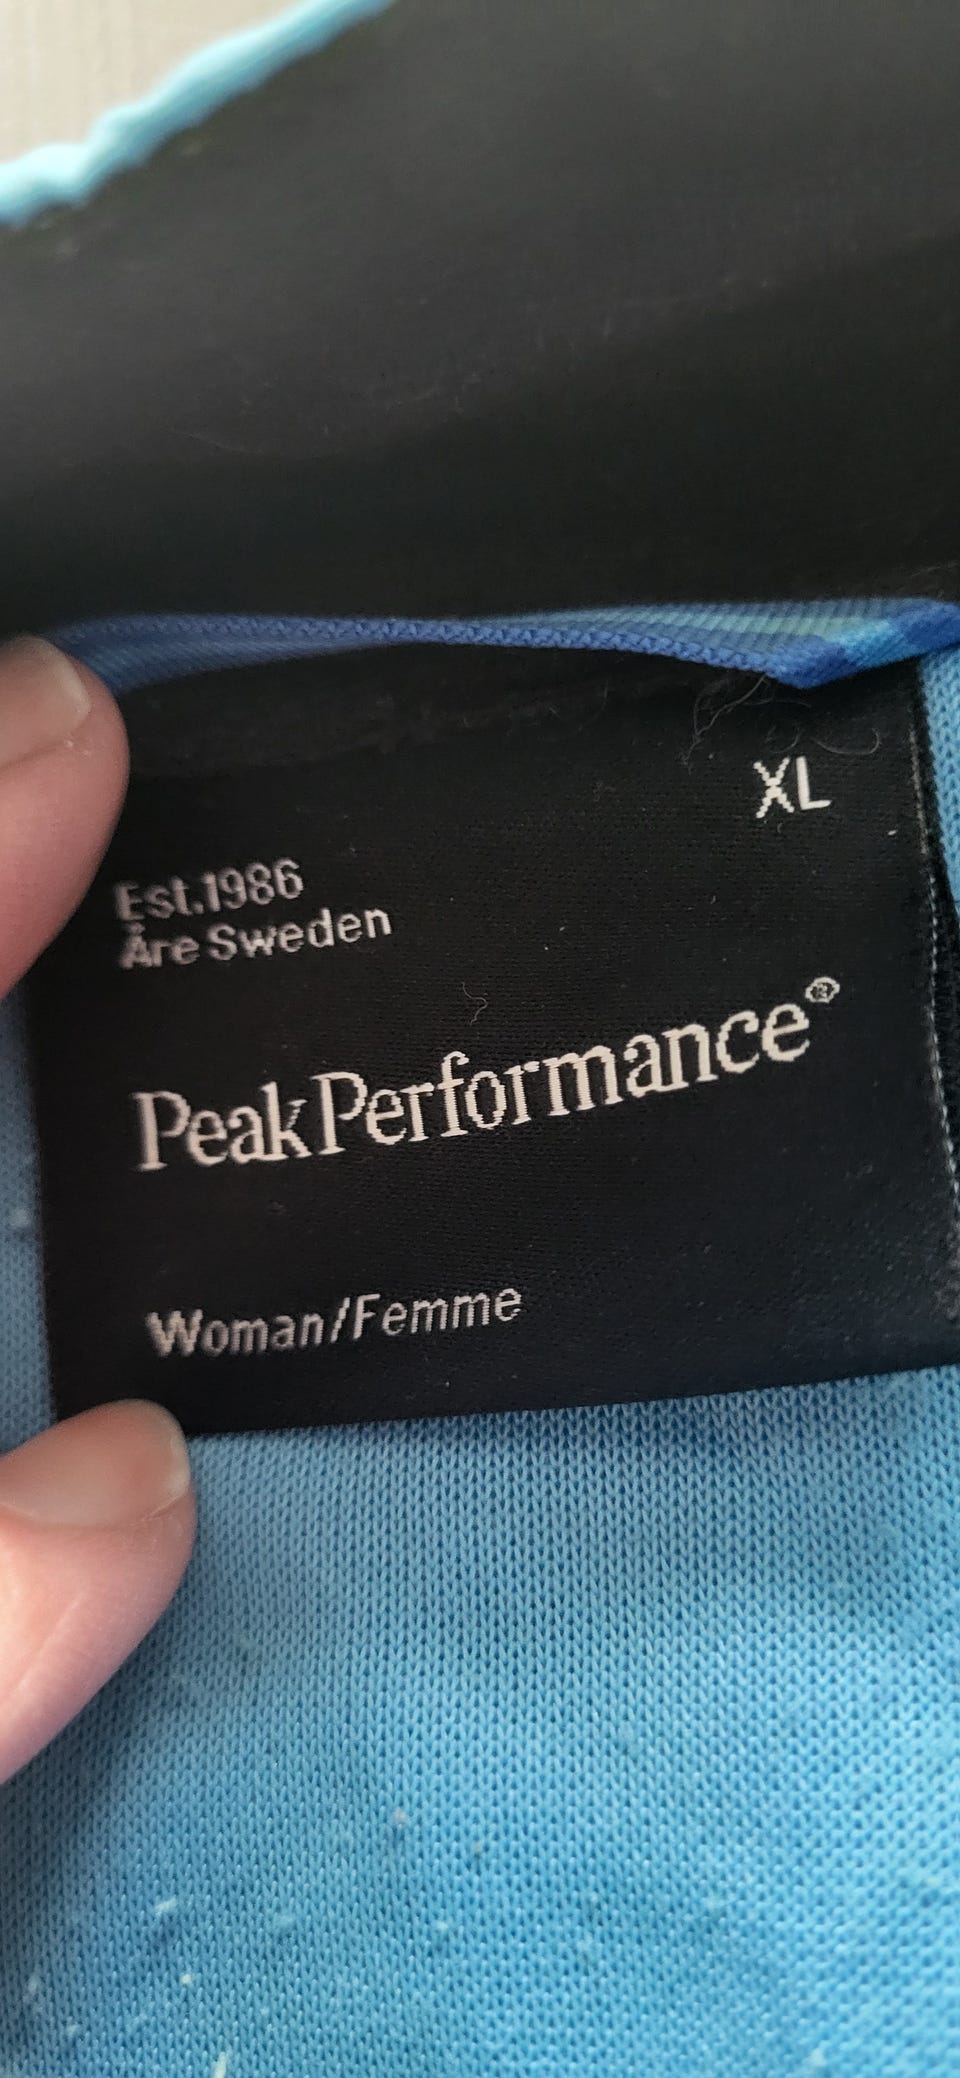 XL
Est.1986
Åre Sweden
PeakPerformance®
Woman/Femme